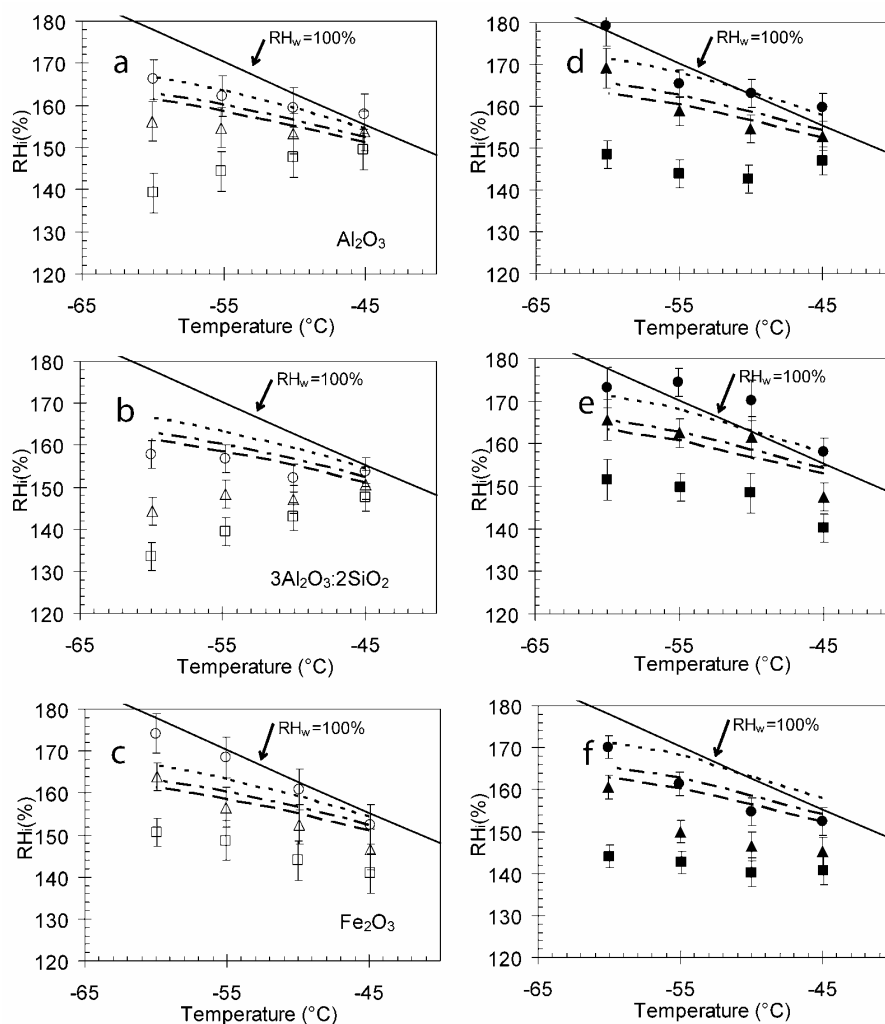 a
RHw=100%
RHi(%)
180
170
160
150
140
130
120
Al₂O₃
-65
-55
-45
Temperature (°C)
d
RHw=100%
RHi(%)
180
170
160
150
140
130
120
-65
-55
-45
Temperature (°C)
b
RHw=100%
RHi(%)
180
170
160
150
140
130
120
3Al₂O₃:2SiO₂
-65
-55
-45
Temperature (°C)
e
RHw=100%
RHi(%)
180
170
160
150
140
130
120
-65
-55
-45
Temperature (°C)
c
RHw=100%
RHi(%)
180
170
160
150
140
130
120
Fe₂O₃
-65
-55
-45
Temperature (°C)
f
RHw=100%
RHi(%)
180
170
160
150
140
130
120
-65
-55
-45
Temperature (°C)